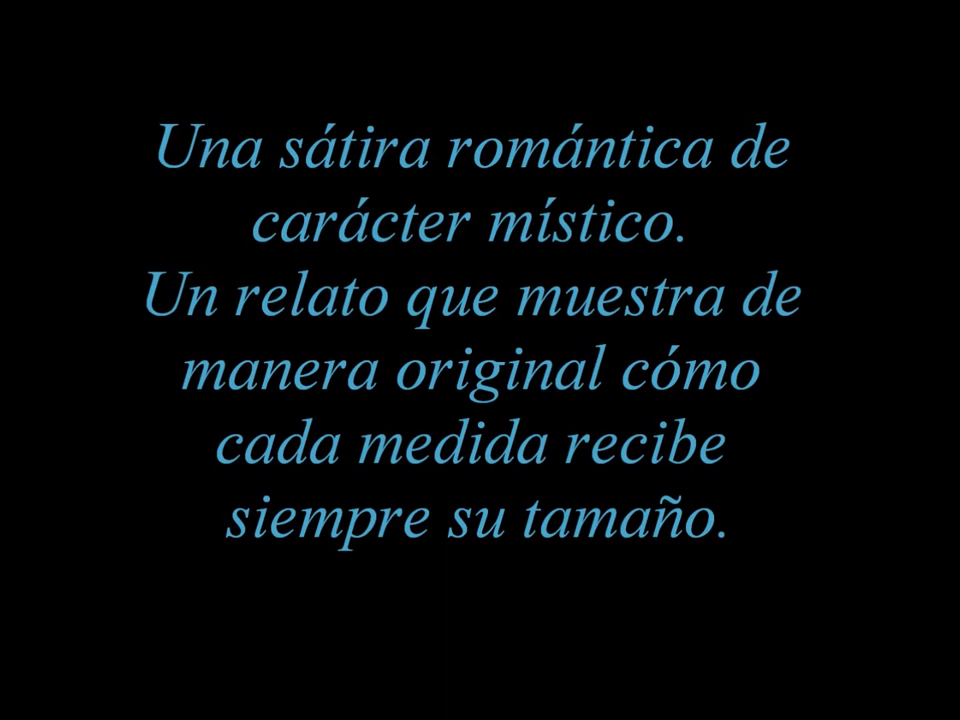 Una sátira romántica de
carácter místico.
Un relato que muestra de
manera original cómo
cada medida recibe
siempre su tamaño.